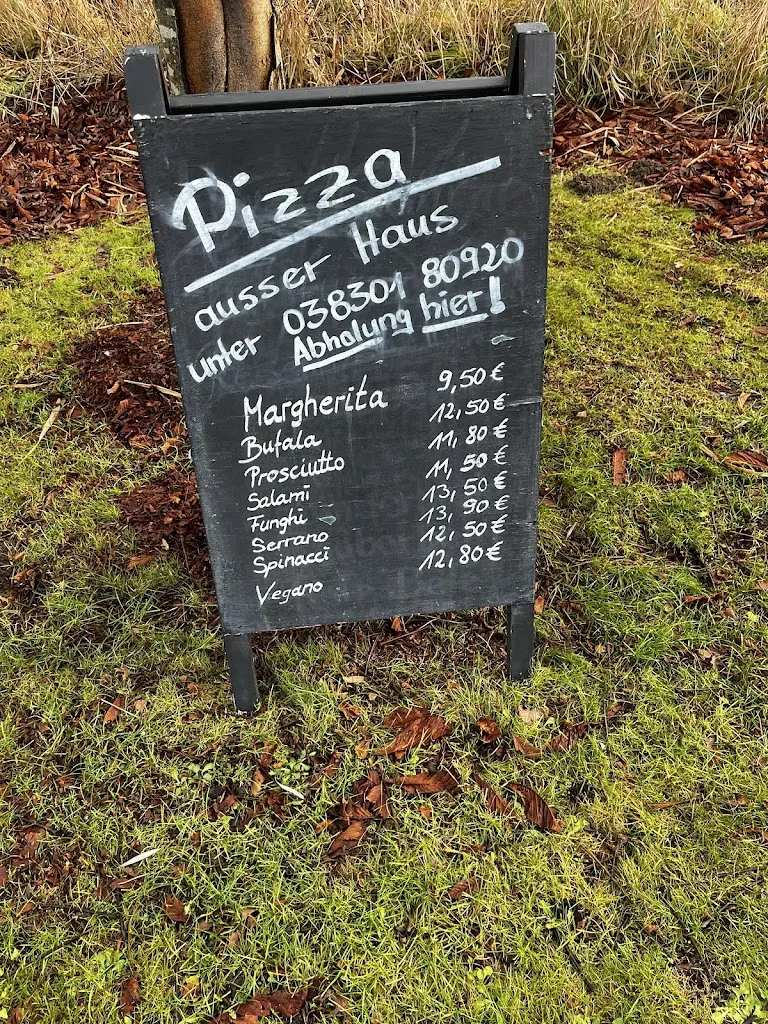 Pizza
ausser Haus
unter 038301 80920
Abholung hier!
Margherita 9,50€
Bufala 12,50€
Prosciutto 11,80€
Salami 11,50€
Funghi 13,50€
Serrano 13,90€
Spinacci 12,50€
Vegano 12,80€